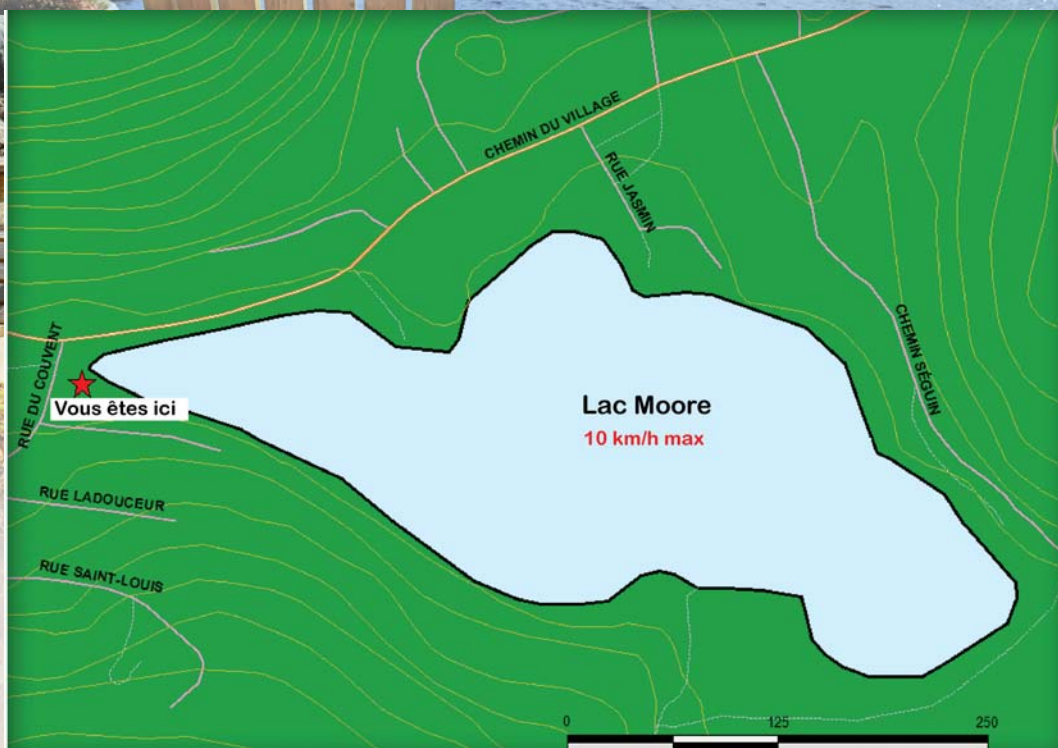 CHEMIN DU VILLAGE
RUE JASMIN
CHEMIN SÉGUIN
RUE DU COUVENT
Vous êtes ici
Lac Moore
10 km/h max
RUE LADOUCEUR
RUE SAINT-LOUIS
0 125 250